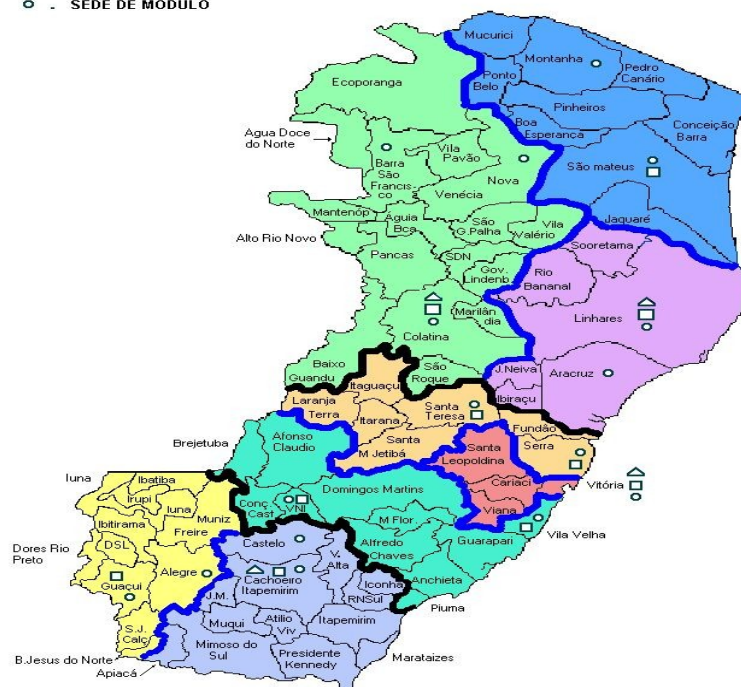 . SEDE DE MÓDULO
Mucurici
Montanha
Pedro
Canário
Ponto
Belo
Ecoporanga
Pinheiros
Conceição
Barra
Boa
Esperança
Agua Doce
do Norte
Vila
Pavão
Barra
São
Francis-
co
Nova
Venécia
São mateus
Mantenóp
Águia
Bca
São
G.Palha
Vila
Valério
Jaquaré
Alto Rio Novo
Sooretama
Pancas
SDN
Gov.
Lindenb.
Rio
Bananal
Marilân
dia
Linhares
Colatina
Baixo
Guandu
São
Roque
J.Neiva
Aracruz
Itaguaçu
Ibiraçu
Laranja
Terra
Itarana
Santa
Teresa
Fundão
Serra
Brejetuba
Afonso
Claudio
Santa
M Jetibá
Santa
Leopoldina
Iuna
Ibatiba
Irupi
Iuna
Domingos Martins
Cariaci
Vitória
Conç.
Cast
VNI
Viana
Ibitirama
Muniz
Freire
M Flor.
Guarapari
Vila Velha
Dores Rio
Preto
DSL
Castelo
V.
Alta
Alfredo
Chaves
Guaçui
Alegre
Cachoeiro
Itapemirim
Iconha
Anchieta
J.M.
RNSul
Piuma
S.J.
Calç
Muqui
Atilio
Viv
Itapemirim
B.Jesus do Norte
Apiacá
Mimoso do
Sul
Presidente
Kennedy
Marataizes